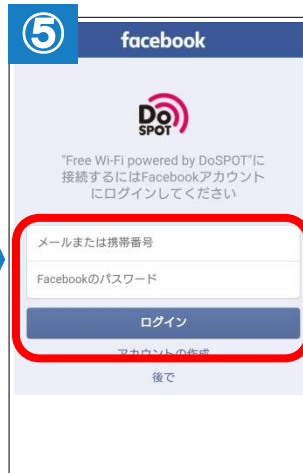 ⑤
facebook
Do
SPOT
"Free Wi-Fi powered by DoSPOT"に
接続するにはFacebookアカウント
にログインしてください
メールまたは携帯番号
Facebookのパスワード
ログイン
アカウントの作成
後で